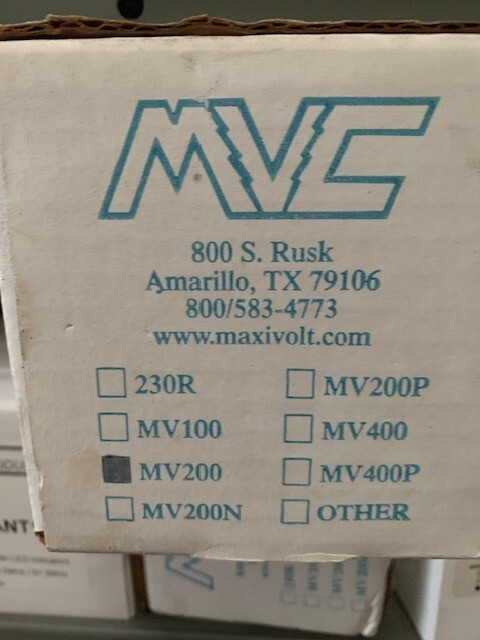 MVC
800 S. Rusk
Amarillo, TX 79106
800/583-4773
www.maxivolt.com
230R
MV200P
MV100
MV400
MV200
MV400P
MV200N
OTHER